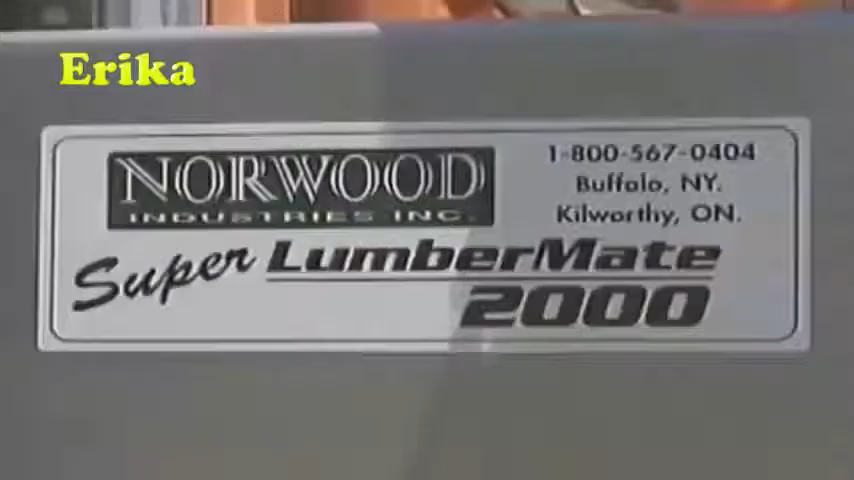 Erika
NORWOOD
INDUSTRIES INC.
1-800-567-0404
Buffalo, NY.
Kilworthy, ON.
Super LumberMate
2000